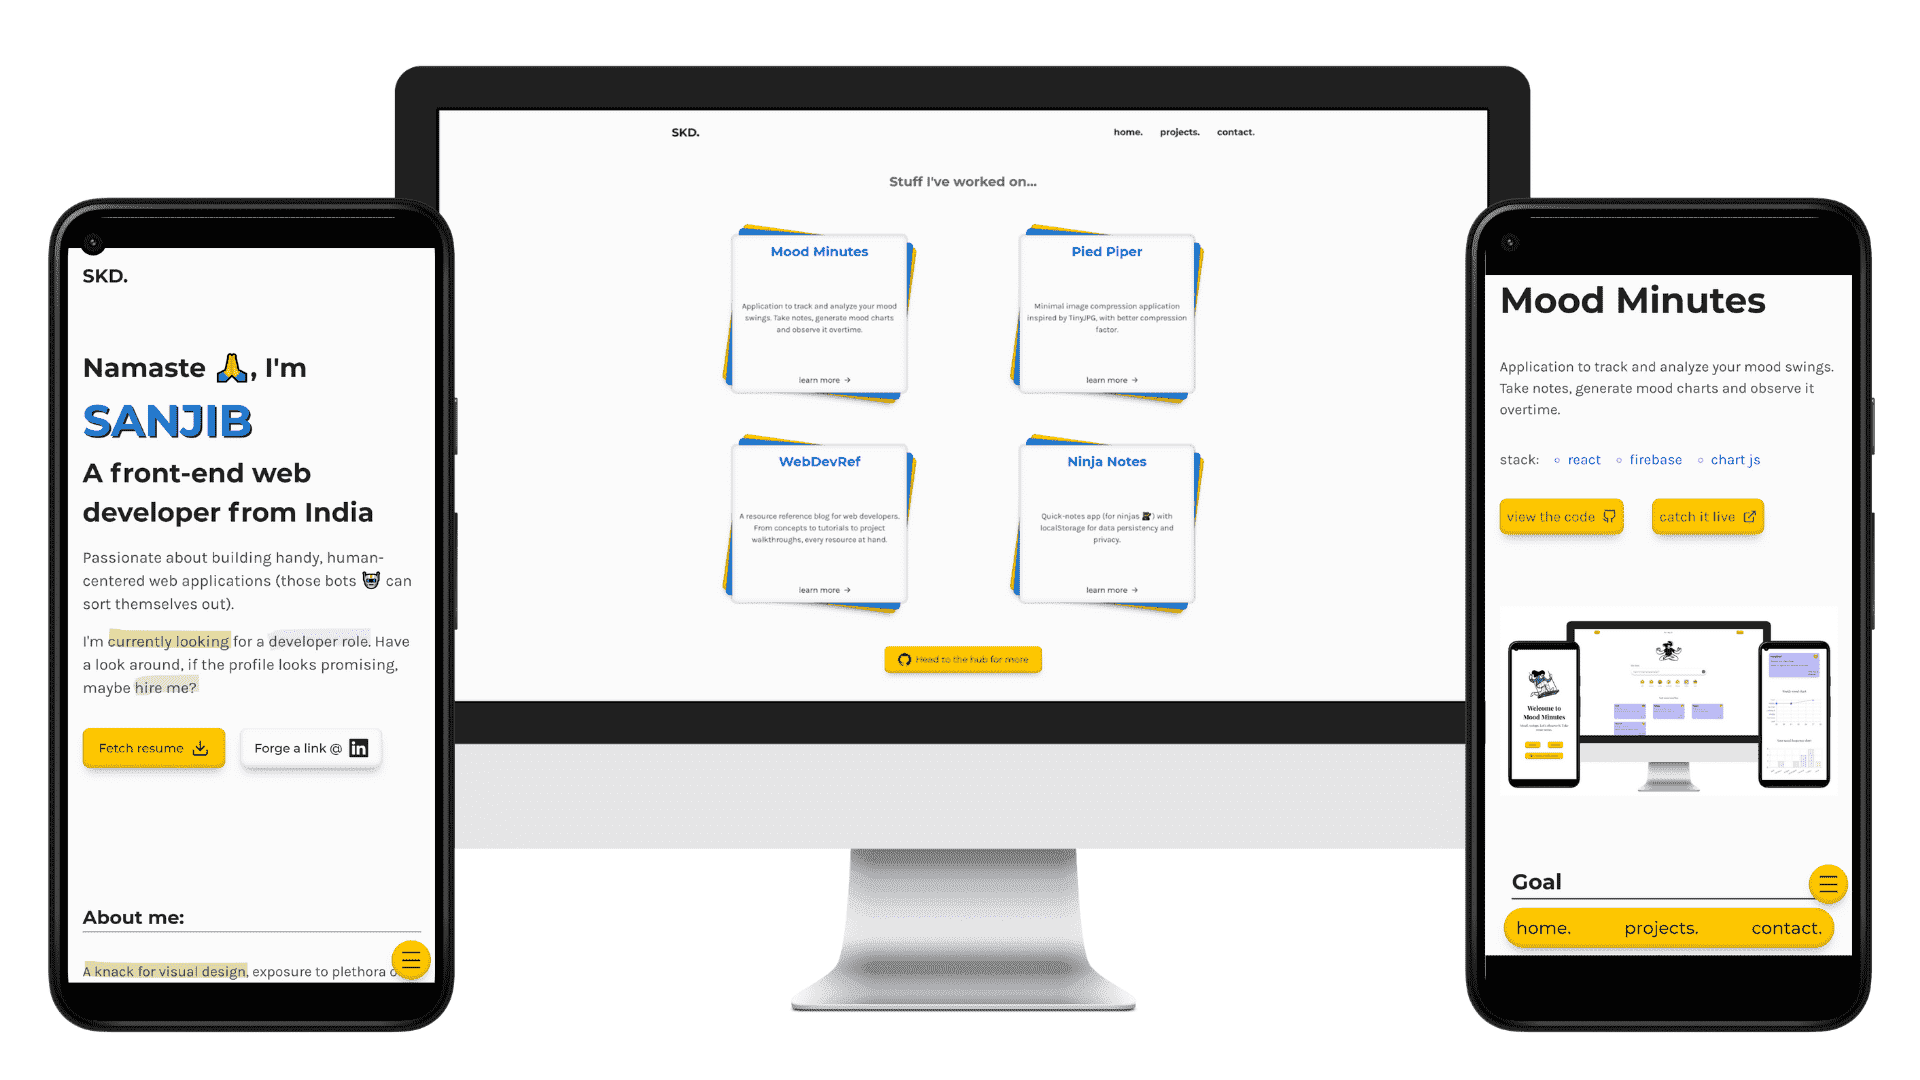 SKD.
Namaste 🙏, I'm
SANJIB
A front-end web
developer from India
Passionate about building handy, human-
centered web applications (those bots 🤖 can
sort themselves out).
I'm currently looking for a developer role. Have
a look around, if the profile looks promising,
maybe hire me?
Fetch resume
Forge a link @ in
About me:
A knack for visual design, exposure to plethora
SKD.
home. projects. contact.
Stuff I've worked on...
Mood Minutes
Application to track and analyze your mood
swings. Take notes, generate mood charts
and observe it overtime.
learn more →
Pied Piper
Minimal image compression application
inspired by TinyJPG, with better compression
factor.
learn more →
WebDevRef
A resource reference blog for web developers.
From concepts to tutorials to project
walkthroughs, every resource at hand.
learn more →
Ninja Notes
Quick-notes app (for ninjas 🥷) with
localStorage for data persistency and
privacy.
learn more →
Head to the hub for more
Mood Minutes
Application to track and analyze your mood swings.
Take notes, generate mood charts and observe it
overtime.
stack: ◦ react ◦ firebase ◦ chart js
view the code
catch it live
Welcome to
Mood Minutes
Goal
home. projects. contact.